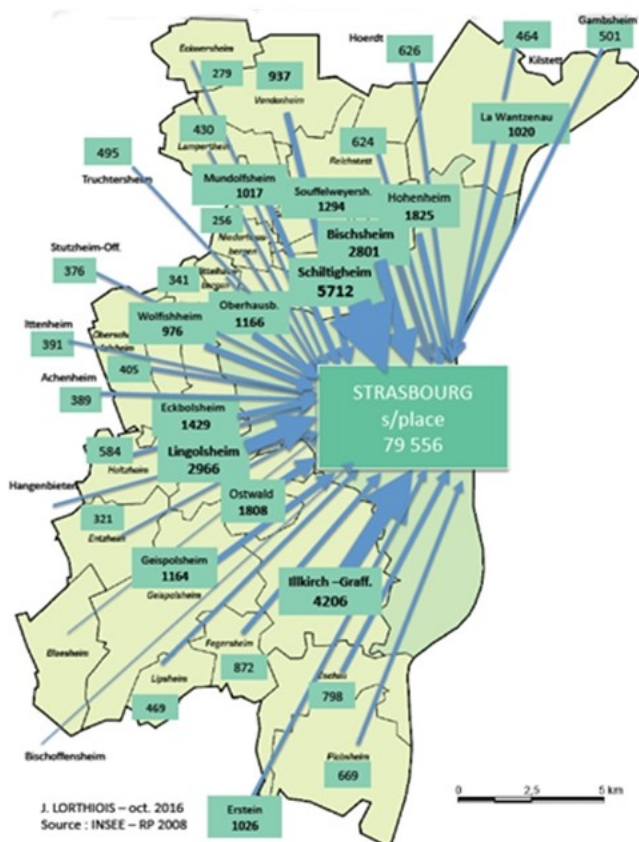 Gambsheim
501
Hoerdt
626
464
Kilstett
Eckwersheim
279
937
Vendenheim
La Wantzenau
1020
430
Lampertheim
624
Reichstett
495
Truchtersheim
Mundolfsheim
1017
Souffelweyersh.
1294
Hohenheim
1825
256
Bischsheim
2801
Stutzheim-Off.
376
341
Schiltigheim
5712
Oberhausb.
1166
Wolfishheim
976
Ittenheim
391
405
Achenheim
389
STRASBOURG
s/place
79 556
Eckbolsheim
1429
584
Holtzheim
Lingolsheim
2966
Hangenbieten
Ostwald
1808
321
Entzheim
Geispolsheim
1164
Geispolsheim
Illkirch –Graff.
4206
Blaesheim
Fegersheim
872
Lipsheim
469
Eschau
798
Bischoffensheim
Plobsheim
669
J. LORTHIOIS – oct. 2016
Source : INSEE – RP 2008
Erstein
1026
0 2,5 5 km